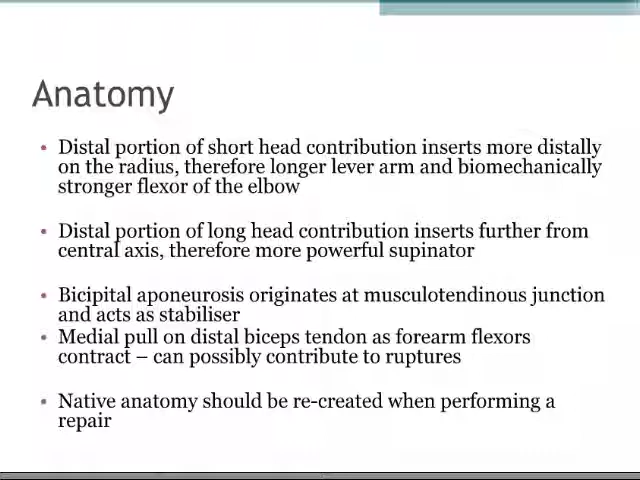 Anatomy
• Distal portion of short head contribution inserts more distally
on the radius, therefore longer lever arm and biomechanically
stronger flexor of the elbow
• Distal portion of long head contribution inserts further from
central axis, therefore more powerful supinator
• Bicipital aponeurosis originates at musculotendinous junction
and acts as stabiliser
• Medial pull on distal biceps tendon as forearm flexors
contract – can possibly contribute to ruptures
• Native anatomy should be re-created when performing a
repair